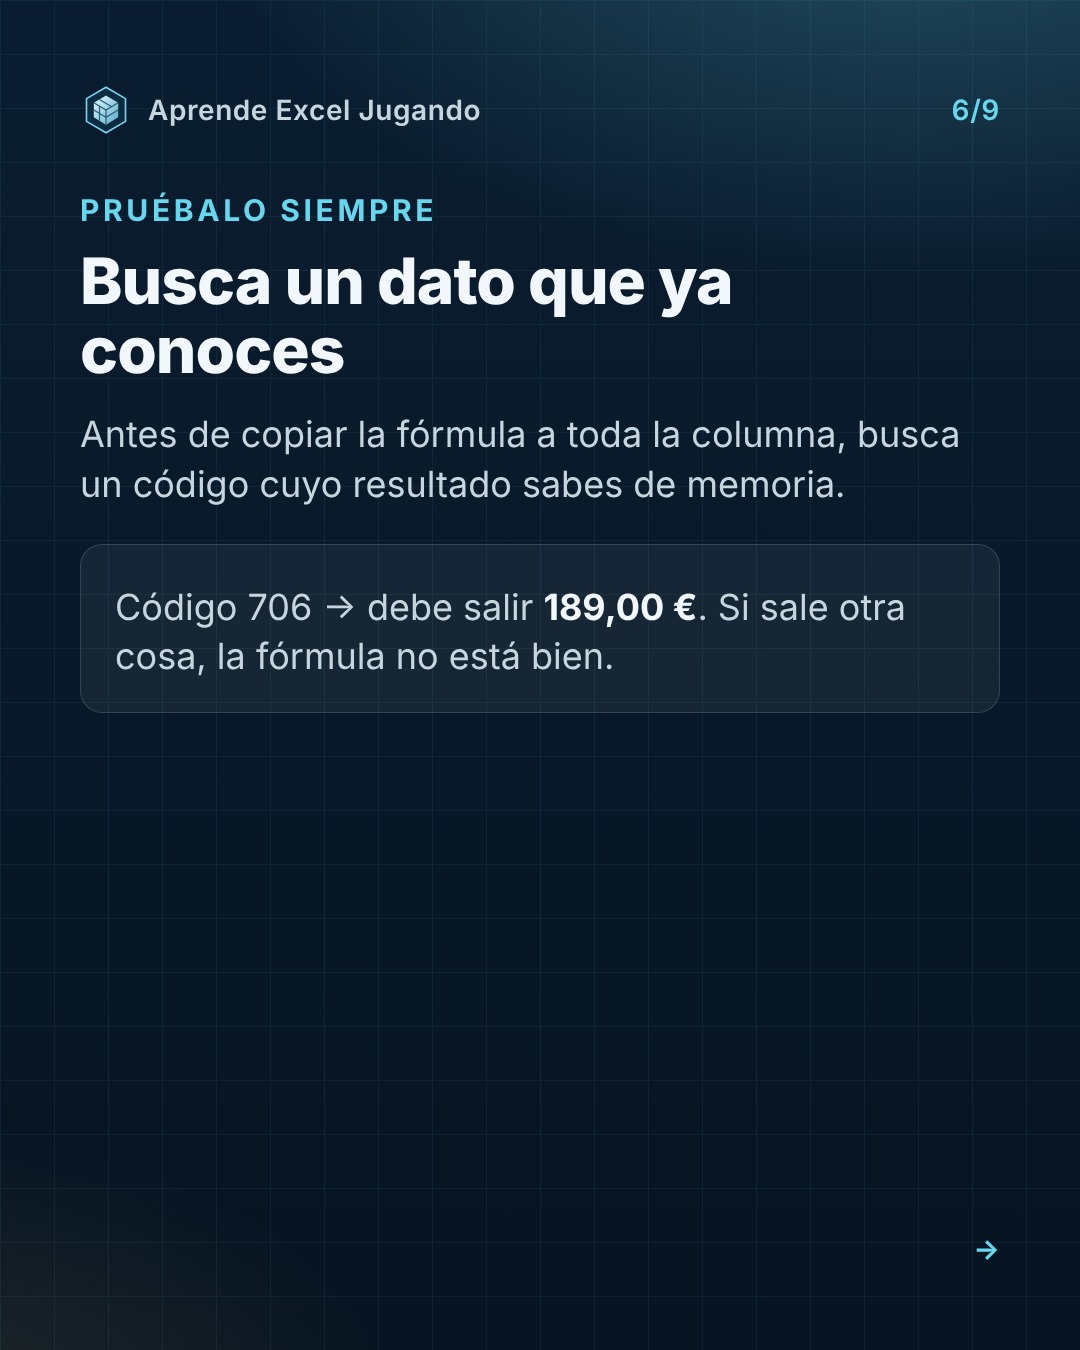 Aprende Excel Jugando
6/9
PRUÉBALO SIEMPRE
Busca un dato que ya
conoces
Antes de copiar la fórmula a toda la columna, busca
un código cuyo resultado sabes de memoria.
Código 706 → debe salir 189,00 €. Si sale otra
cosa, la fórmula no está bien.
→